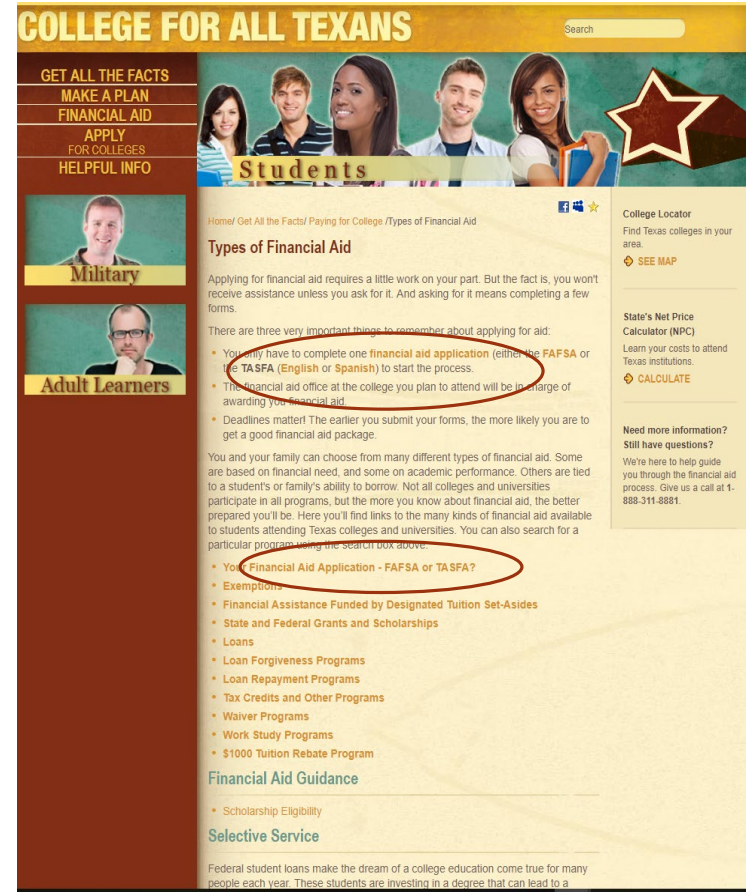 COLLEGE FOR ALL TEXANS
Search
GET ALL THE FACTS
MAKE A PLAN
FINANCIAL AID
APPLY
FOR COLLEGES
HELPFUL INFO
Students
Military
Adult Learners
Home/ Get All the Facts/ Paying for College /Types of Financial Aid
Types of Financial Aid
Applying for financial aid requires a little work on your part. But the fact is, you won't
receive assistance unless you ask for it. And asking for it means completing a few
forms.
There are three very important things to remember about applying for aid:
• You only have to complete one financial aid application (either the FAFSA or
the TASFA (English or Spanish) to start the process.
• The financial aid office at the college you plan to attend will be in charge of
awarding you financial aid.
• Deadlines matter! The earlier you submit your forms, the more likely you are to
get a good financial aid package.
You and your family can choose from many different types of financial aid. Some
are based on financial need, and some on academic performance. Others are tied
to a student's or family's ability to borrow. Not all colleges and universities
participate in all programs, but the more you know about financial aid, the better
prepared you'll be. Here you'll find links to the many kinds of financial aid available
to students attending Texas colleges and universities. You can also search for a
particular program using the search box above.
• Your Financial Aid Application - FAFSA or TASFA?
• Exemptions
• Financial Assistance Funded by Designated Tuition Set-Asides
• State and Federal Grants and Scholarships
• Loans
• Loan Forgiveness Programs
• Loan Repayment Programs
• Tax Credits and Other Programs
• Waiver Programs
• Work Study Programs
• $1000 Tuition Rebate Program
Financial Aid Guidance
• Scholarship Eligibility
Selective Service
Federal student loans make the dream of a college education come true for many
people each year. These students are investing in a degree that can lead to a
College Locator
Find Texas colleges in your
area.
SEE MAP
State's Net Price
Calculator (NPC)
Learn your costs to attend
Texas institutions.
CALCULATE
Need more information?
Still have questions?
We're here to help guide
you through the financial aid
process. Give us a call at 1-
888-311-8881.